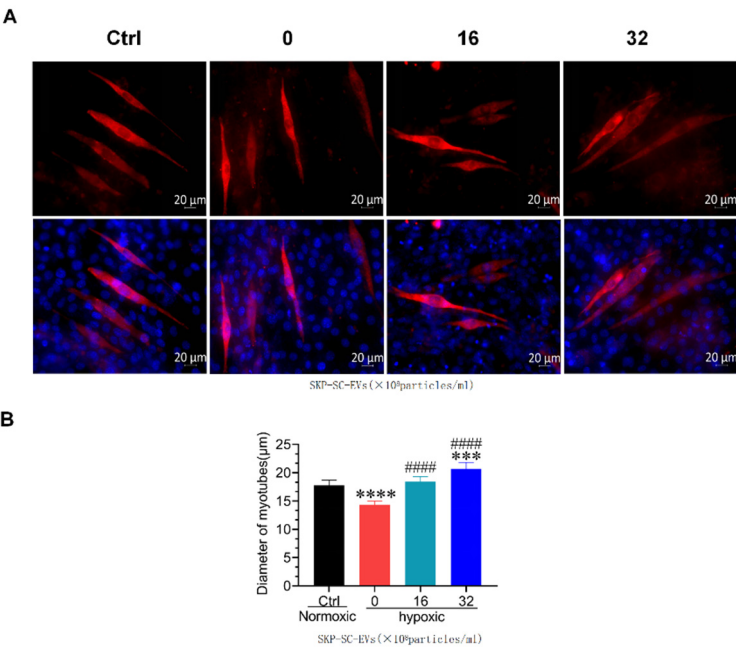 A
Ctrl 0 16 32
20 μm 20 μm 20 μm 20 μm
20 μm 20 μm 20 μm 20 μm
SKP-SC-EVs(×10⁸particles/ml)
B
Diameter of myotubes(μm)
25
20
15
10
5
0
****
####
####
***
Ctrl 0 16 32
Normoxic hypoxic
SKP-SC-EVs(×10⁸particles/ml)